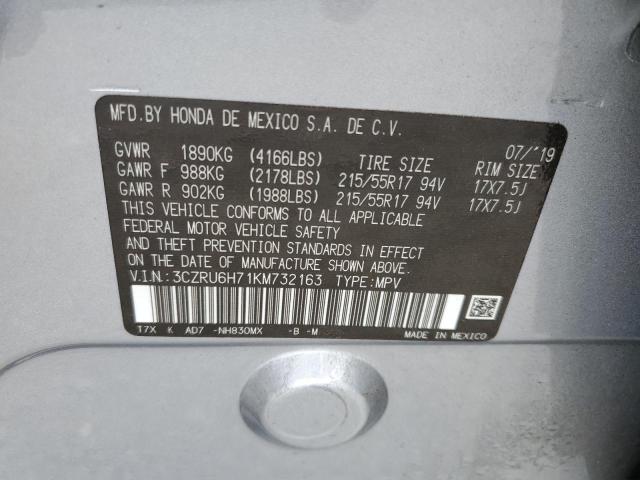 MFD.BY HONDA DE MEXICO S.A. DE C.V.
07/'19
GVWR 1890KG (4166LBS) TIRE SIZE RIM SIZE
GAWR F 988KG (2178LBS) 215/55R17 94V 17X7.5J
GAWR R 902KG (1988LBS) 215/55R17 94V 17X7.5J
THIS VEHICLE CONFORMS TO ALL APPLICABLE
FEDERAL MOTOR VEHICLE SAFETY
AND THEFT PREVENTION STANDARDS IN EFFECT
ON THE DATE OF MANUFACTURE SHOWN ABOVE.
V.I.N.:3CZRU6H71KM732163 TYPE:MPV
T7X K AD7 -NH830MX -B -M MADE IN MEXICO